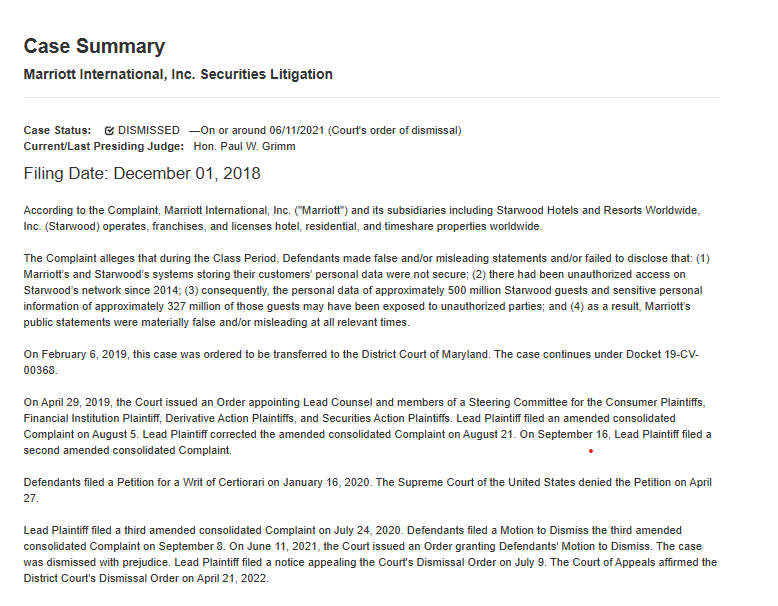 Case Summary
Marriott International, Inc. Securities Litigation
Case Status: DISMISSED —On or around 06/11/2021 (Court's order of dismissal)
Current/Last Presiding Judge: Hon. Paul W. Grimm
Filing Date: December 01, 2018
According to the Complaint, Marriott International, Inc. ("Marriott") and its subsidiaries including Starwood Hotels and Resorts Worldwide,
Inc. (Starwood) operates, franchises, and licenses hotel, residential, and timeshare properties worldwide.
The Complaint alleges that during the Class Period, Defendants made false and/or misleading statements and/or failed to disclose that: (1)
Marriott's and Starwood's systems storing their customers' personal data were not secure; (2) there had been unauthorized access on
Starwood's network since 2014; (3) consequently, the personal data of approximately 500 million Starwood guests and sensitive personal
information of approximately 327 million of those guests may have been exposed to unauthorized parties; and (4) as a result, Marriott's
public statements were materially false and/or misleading at all relevant times.
On February 6, 2019, this case was ordered to be transferred to the District Court of Maryland. The case continues under Docket 19-CV-
00368.
On April 29, 2019, the Court issued an Order appointing Lead Counsel and members of a Steering Committee for the Consumer Plaintiffs,
Financial Institution Plaintiff, Derivative Action Plaintiffs, and Securities Action Plaintiffs. Lead Plaintiff filed an amended consolidated
Complaint on August 5. Lead Plaintiff corrected the amended consolidated Complaint on August 21. On September 16, Lead Plaintiff filed a
second amended consolidated Complaint.
Defendants filed a Petition for a Writ of Certiorari on January 16, 2020. The Supreme Court of the United States denied the Petition on April
27.
Lead Plaintiff filed a third amended consolidated Complaint on July 24, 2020. Defendants filed a Motion to Dismiss the third amended
consolidated Complaint on September 8. On June 11, 2021, the Court issued an Order granting Defendants' Motion to Dismiss. The case
was dismissed with prejudice. Lead Plaintiff filed a notice appealing the Court's Dismissal Order on July 9. The Court of Appeals affirmed the
District Court's Dismissal Order on April 21, 2022.